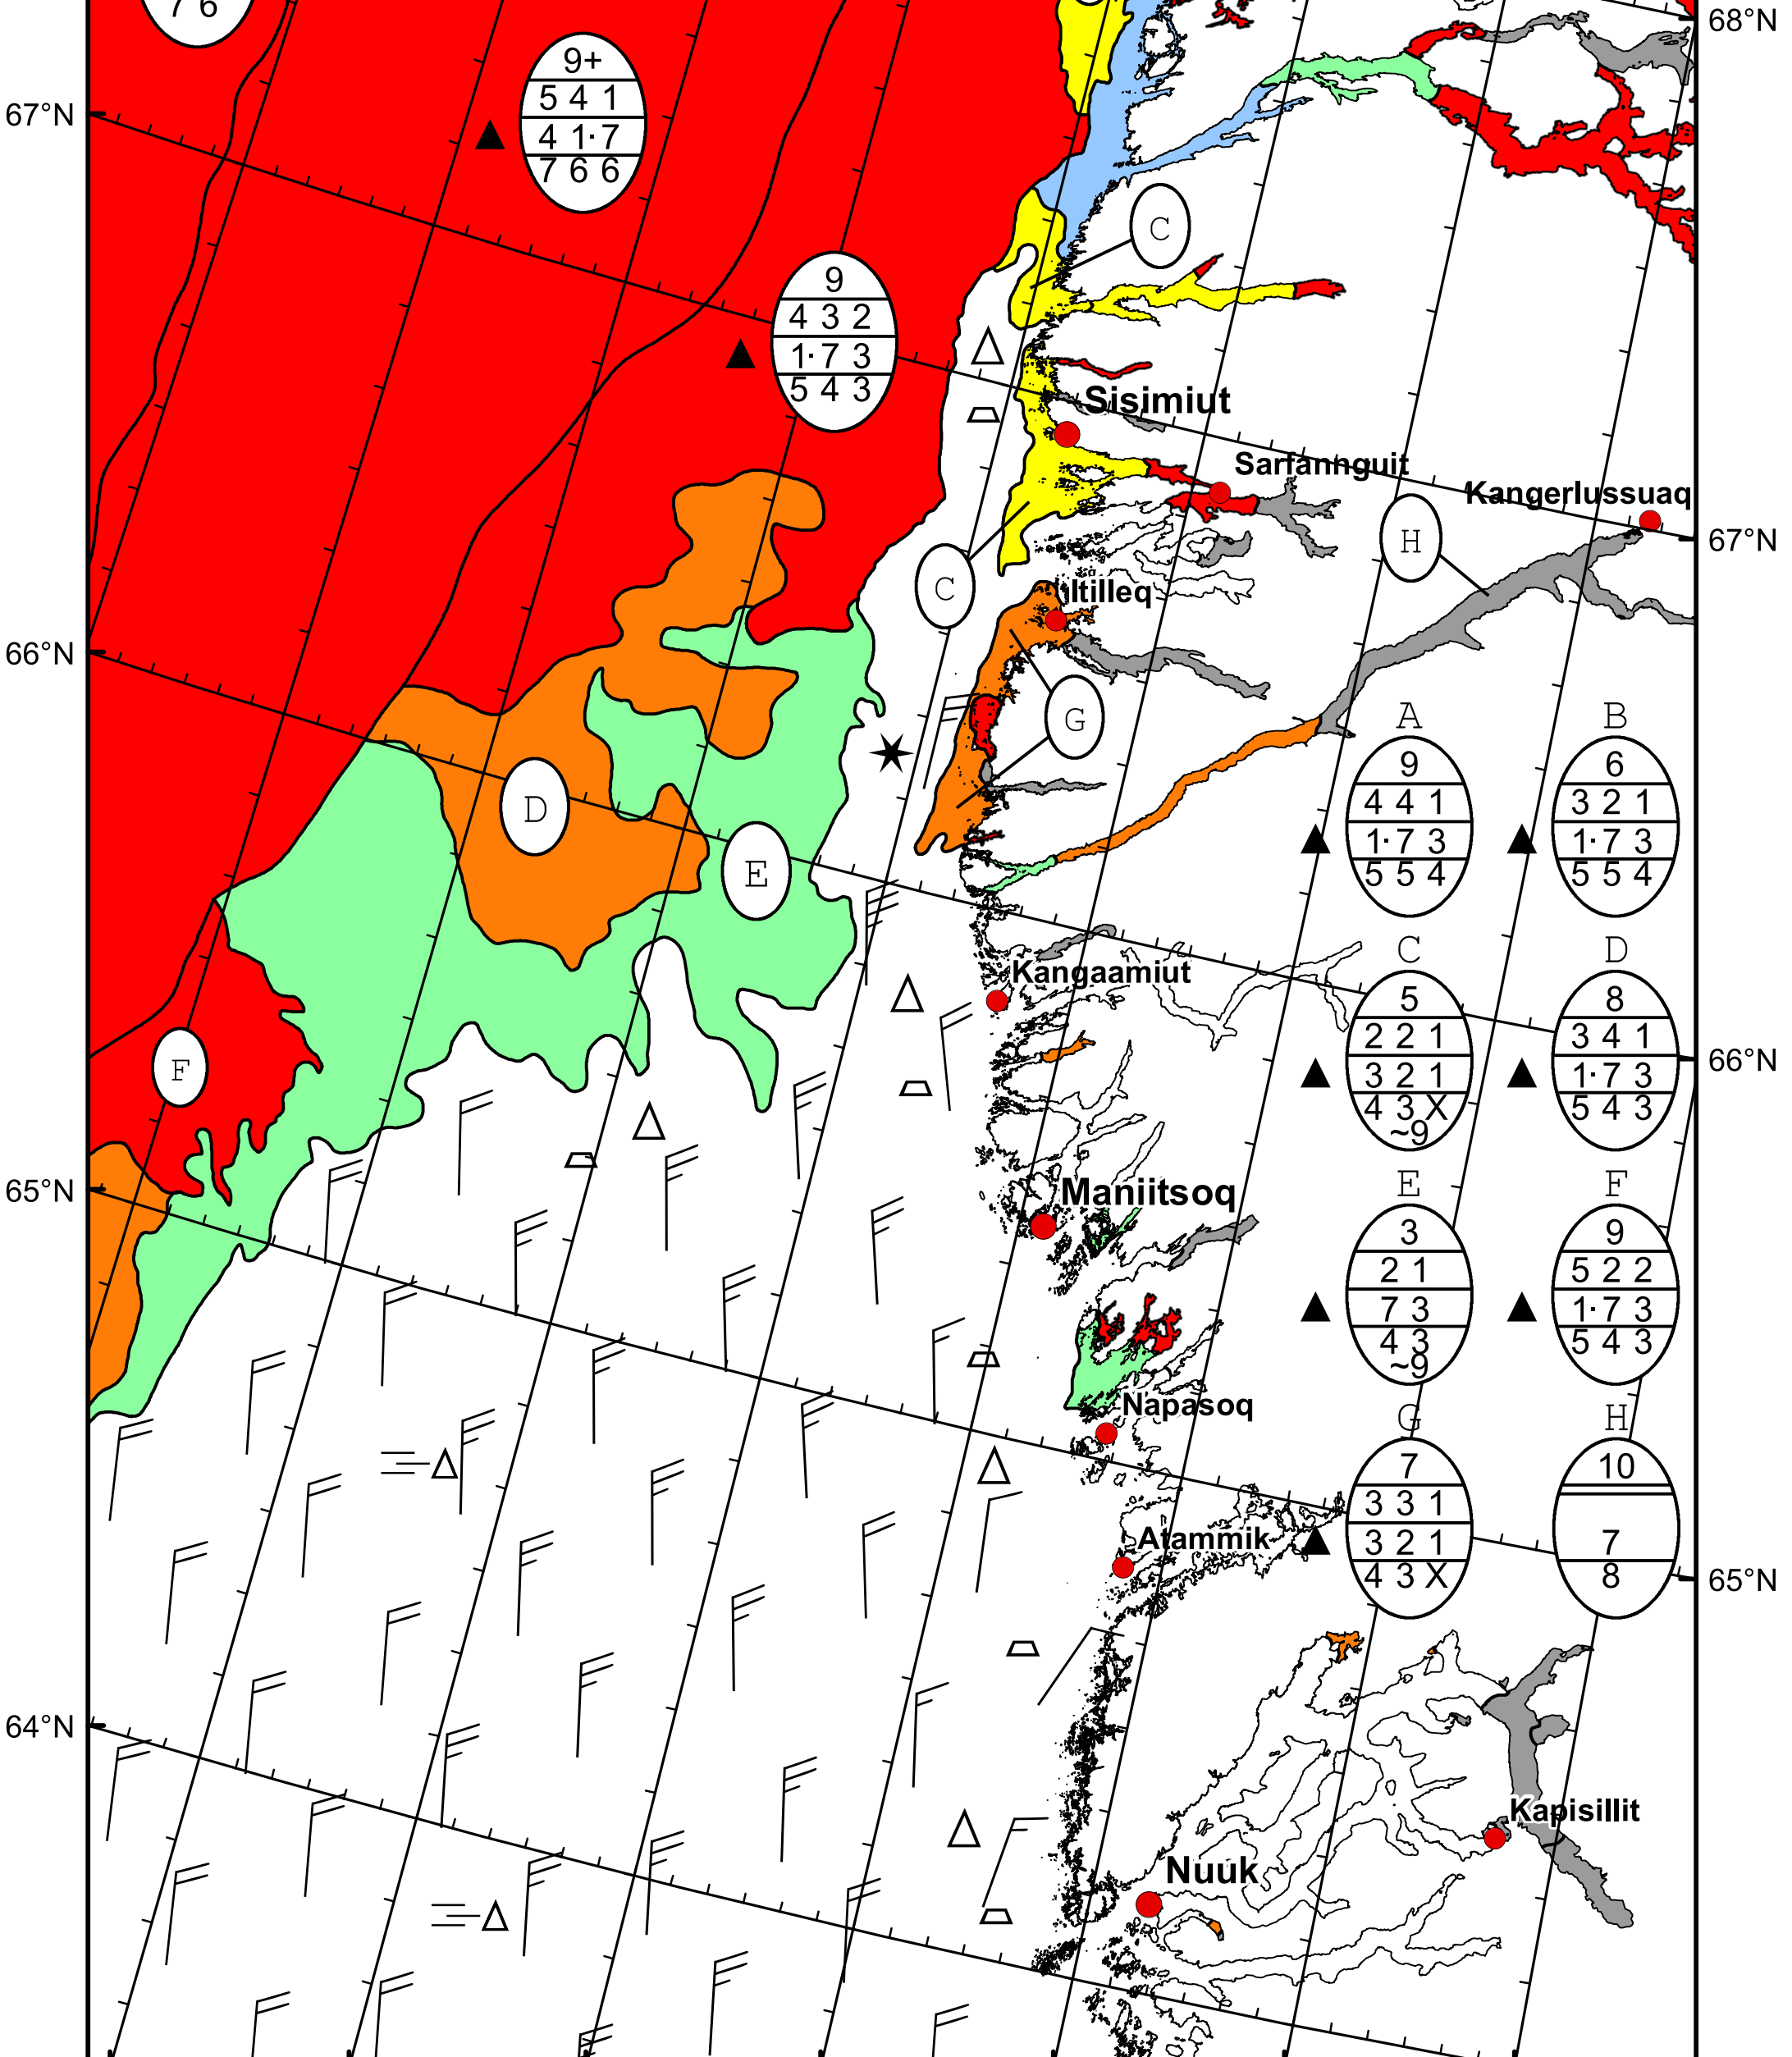 7 6
68°N
67°N
9+
5 4 1
4 1· 7
7 6 6
C
9
4 3 2
1· 7 3
5 4 3
Sisimiut
Sarfannguit
Kangerlussuaq
67°N
H
C
Itilleq
66°N
G
D
E
A
9
4 4 1
1· 7 3
5 5 4
B
6
3 2 1
1· 7 3
5 5 4
Kangaamiut
C
5
2 2 1
3 2 1
4 3 X
~9
D
8
3 4 1
1· 7 3
5 4 3
66°N
F
65°N
Maniitsoq
E
3
2 1
7 3
4 3
~9
F
9
5 2 2
1· 7 3
5 4 3
Napasoq
G
7
3 3 1
3 2 1
4 3 X
H
10
7
8
Atammik
65°N
64°N
Kapisillit
Nuuk